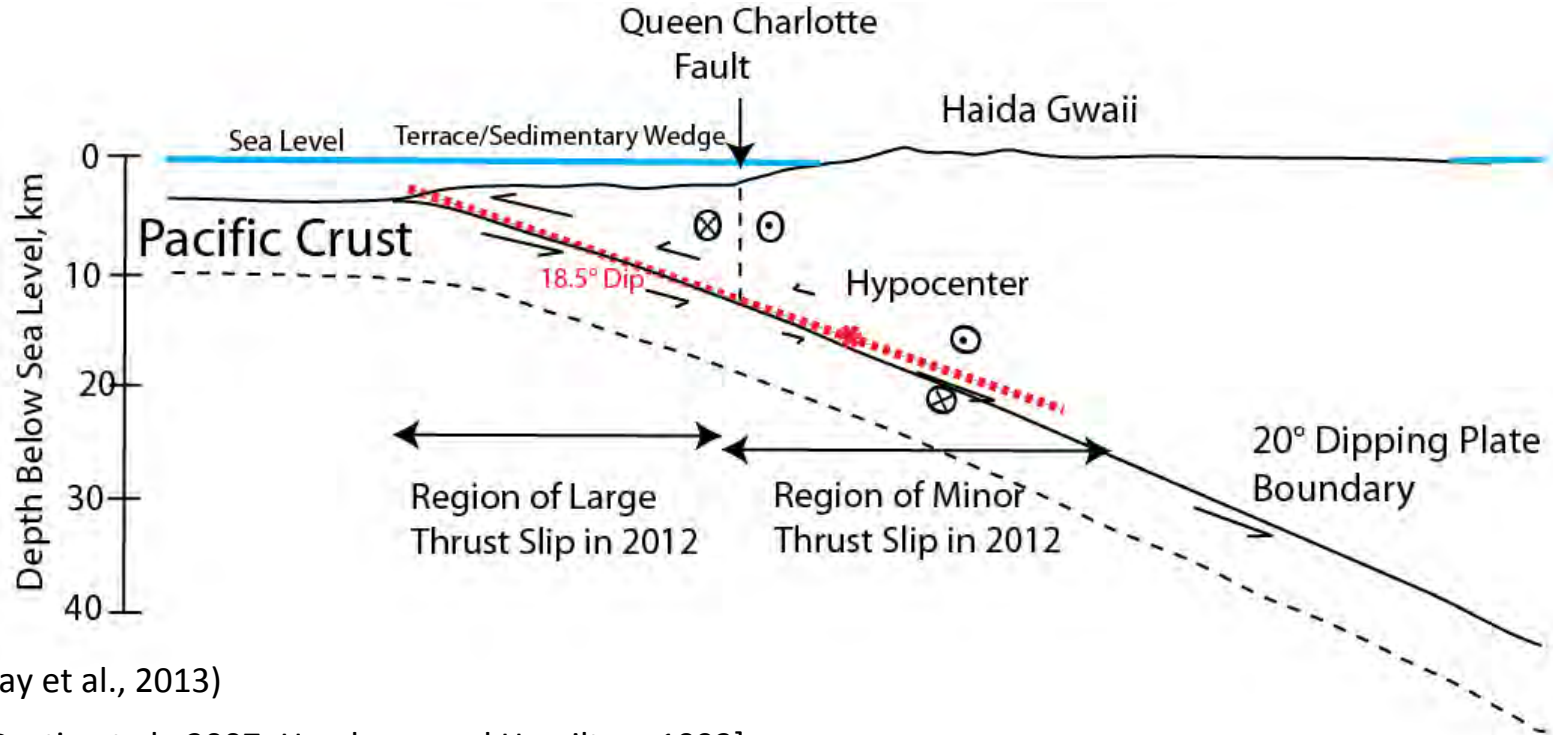 Queen Charlotte
Fault
Haida Gwaii
Sea Level
Terrace/Sedimentary Wedge
0
10
20
30
40
Depth Below Sea Level, km
Pacific Crust
18.5° Dip
Hypocenter
20° Dipping Plate
Boundary
Region of Large
Thrust Slip in 2012
Region of Minor
Thrust Slip in 2012
ay et al., 2013)